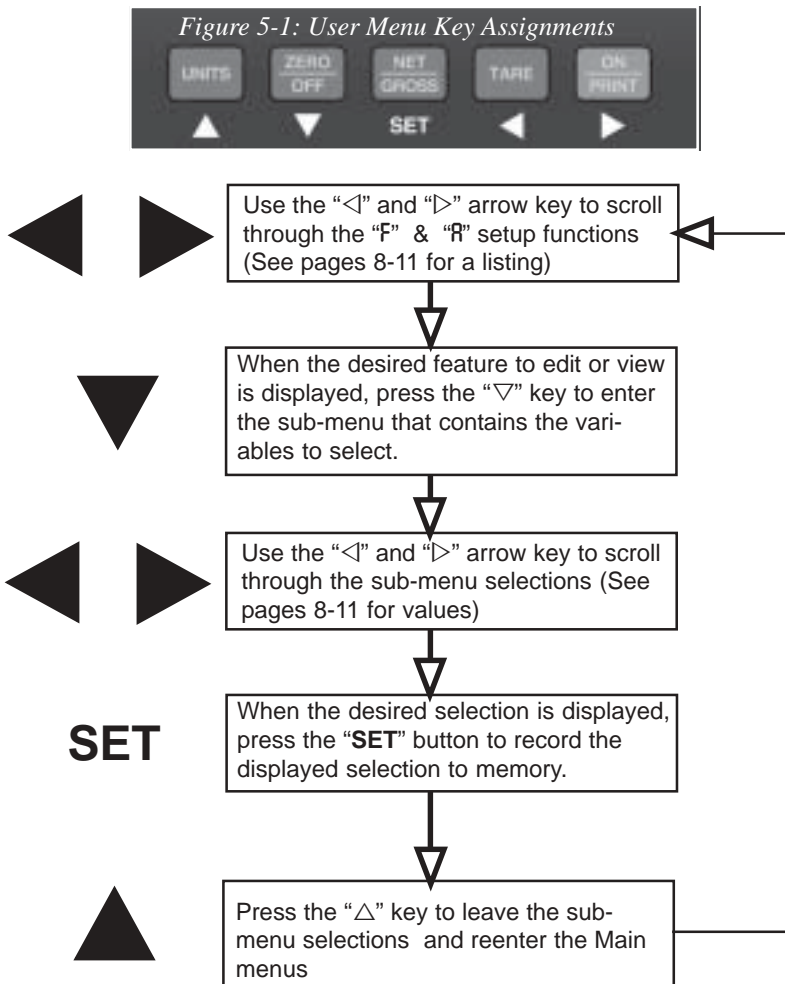 Figure 5-1: User Menu Key Assignments
UNITS ZERO OFF NET GROSS TARE ON PRINT
▲ ▼ SET ◀ ▶
Use the “◁” and “▷” arrow key to scroll
through the “F” & “A” setup functions
(See pages 8-11 for a listing)
When the desired feature to edit or view
is displayed, press the “▽” key to enter
the sub-menu that contains the vari-
ables to select.
Use the “◁” and “▷” arrow key to scroll
through the sub-menu selections (See
pages 8-11 for values)
SET
When the desired selection is displayed,
press the “SET” button to record the
displayed selection to memory.
Press the “△” key to leave the sub-
menu selections and reenter the Main
menus